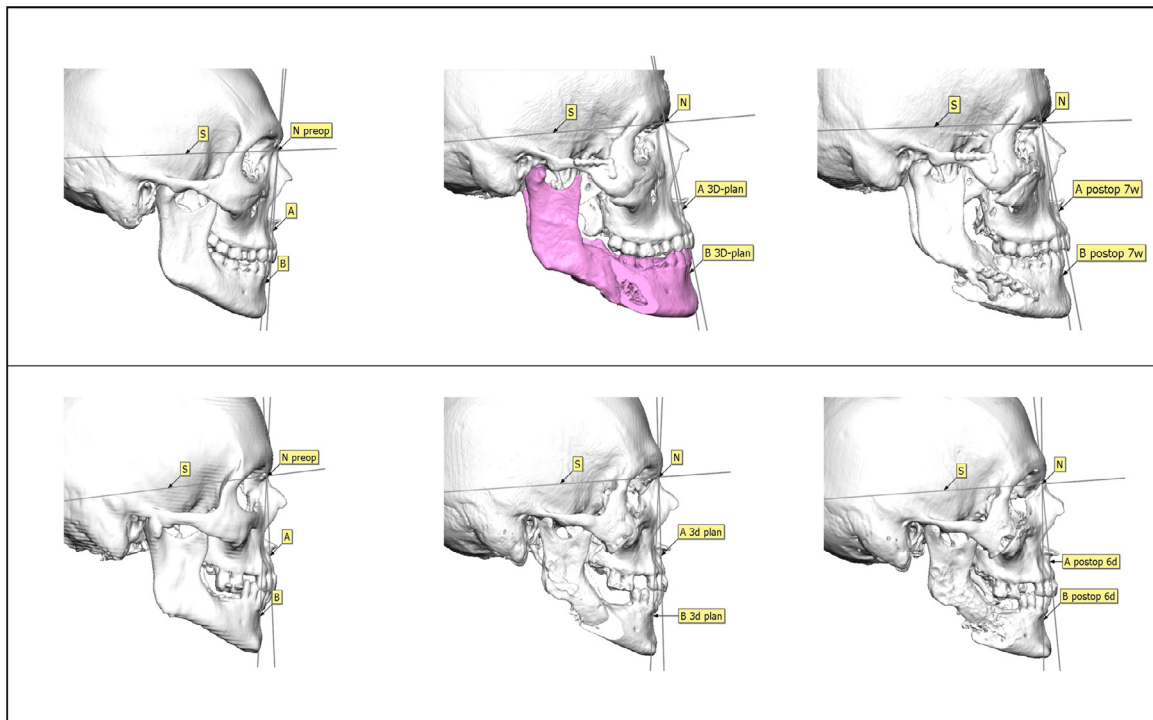 S
N preop
A
B
S
N
A 3D-plan
B 3D-plan
S
N
A postop 7w
B postop 7w
S
N preop
A
B
S
N
A 3d plan
B 3d plan
S
N
A postop 6d
B postop 6d